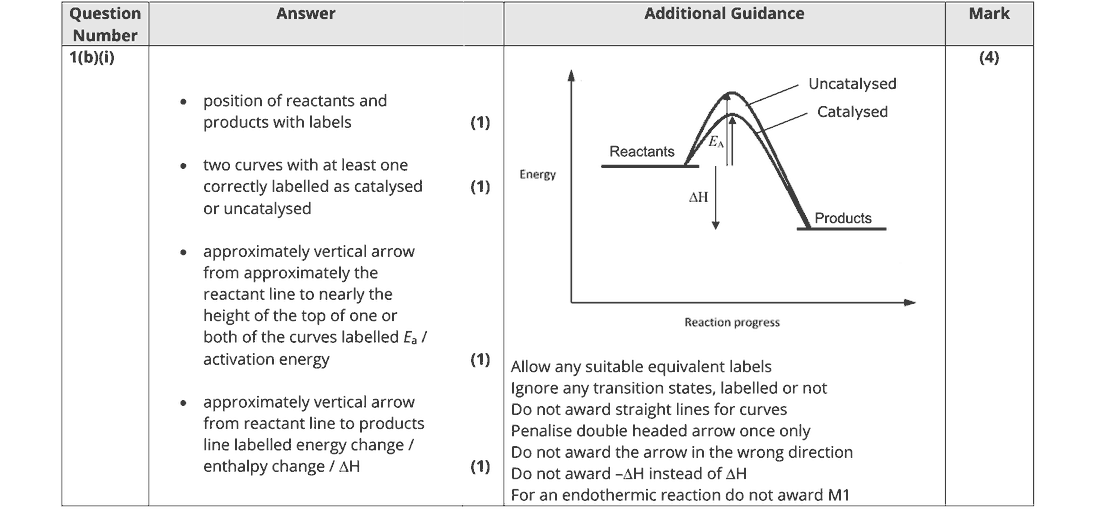 Question Number
Answer
Additional Guidance
Mark
1(b)(i)
• position of reactants and
products with labels (1)
• two curves with at least one
correctly labelled as catalysed
or uncatalysed (1)
• approximately vertical arrow
from approximately the
reactant line to nearly the
height of the top of one or
both of the curves labelled Ea /
activation energy (1)
• approximately vertical arrow
from reactant line to products
line labelled energy change /
enthalpy change / ΔH (1)
Uncatalysed
Catalysed
Reactants
EA
Energy
ΔH
Products
Reaction progress
Allow any suitable equivalent labels
Ignore any transition states, labelled or not
Do not award straight lines for curves
Penalise double headed arrow once only
Do not award the arrow in the wrong direction
Do not award –ΔH instead of ΔH
For an endothermic reaction do not award M1
(4)